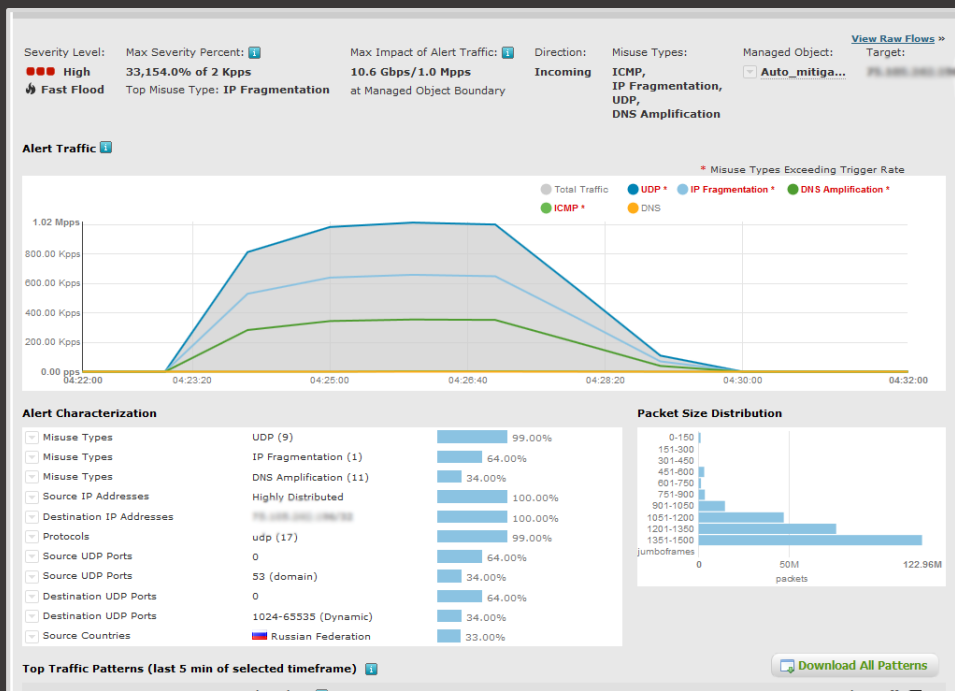 View Raw Flows »
Severity Level: Max Severity Percent: Max Impact of Alert Traffic: Direction: Misuse Types: Managed Object: Target:
High 33,154.0% of 2 Kpps 10.6 Gbps/1.0 Mpps Incoming ICMP, Auto_mitiga...
Fast Flood Top Misuse Type: IP Fragmentation at Managed Object Boundary IP Fragmentation,
UDP,
DNS Amplification
Alert Traffic
* Misuse Types Exceeding Trigger Rate
Total Traffic UDP * IP Fragmentation * DNS Amplification *
ICMP * DNS
1.02 Mpps
800.00 Kpps
600.00 Kpps
400.00 Kpps
200.00 Kpps
0.00 pps
04:22:00 04:23:20 04:25:00 04:26:40 04:28:20 04:30:00 04:32:00
Alert Characterization
Misuse Types UDP (9) 99.00%
Misuse Types IP Fragmentation (1) 64.00%
Misuse Types DNS Amplification (11) 34.00%
Source IP Addresses Highly Distributed 100.00%
Destination IP Addresses 100.00%
Protocols udp (17) 99.00%
Source UDP Ports 0 64.00%
Source UDP Ports 53 (domain) 34.00%
Destination UDP Ports 0 64.00%
Destination UDP Ports 1024-65535 (Dynamic) 34.00%
Source Countries Russian Federation 33.00%
Packet Size Distribution
0-150
151-300
301-450
451-600
601-750
751-900
901-1050
1051-1200
1201-1350
1351-1500
jumboframes
0 50M 122.96M
packets
Top Traffic Patterns (last 5 min of selected timeframe)
Download All Patterns